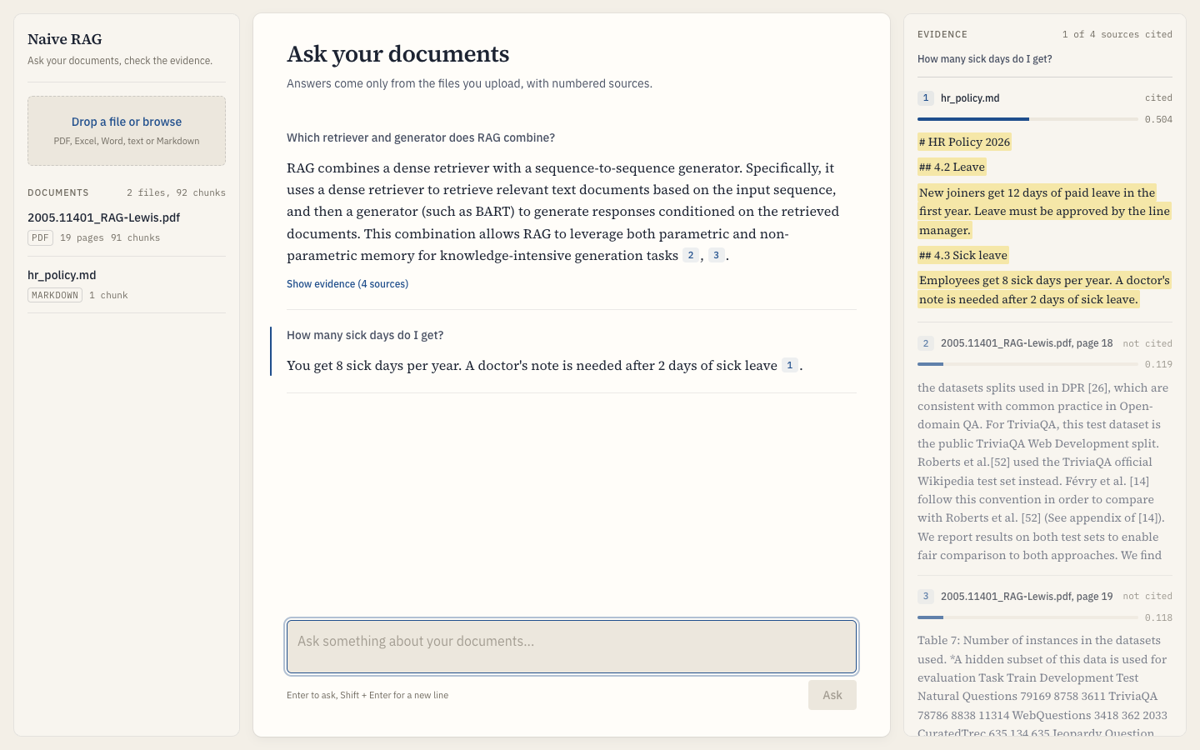 Naive RAG
Ask your documents, check the evidence.
Drop a file or browse
PDF, Excel, Word, text or Markdown
DOCUMENTS 2 files, 92 chunks
2005.11401_RAG-Lewis.pdf
PDF 19 pages 91 chunks
hr_policy.md
MARKDOWN 1 chunk
Ask your documents
Answers come only from the files you upload, with numbered sources.
Which retriever and generator does RAG combine?
RAG combines a dense retriever with a sequence-to-sequence generator. Specifically, it
uses a dense retriever to retrieve relevant text documents based on the input sequence,
and then a generator (such as BART) to generate responses conditioned on the retrieved
documents. This combination allows RAG to leverage both parametric and non-
parametric memory for knowledge-intensive generation tasks 2, 3.
Show evidence (4 sources)
How many sick days do I get?
You get 8 sick days per year. A doctor's note is needed after 2 days of sick leave 1.
Ask something about your documents...
Enter to ask, Shift + Enter for a new line
Ask
EVIDENCE 1 of 4 sources cited
How many sick days do I get?
1 hr_policy.md cited
0.504
# HR Policy 2026
## 4.2 Leave
New joiners get 12 days of paid leave in the
first year. Leave must be approved by the line
manager.
## 4.3 Sick leave
Employees get 8 sick days per year. A doctor's
note is needed after 2 days of sick leave.
2 2005.11401_RAG-Lewis.pdf, page 18 not cited
0.119
the datasets splits used in DPR [26], which are
consistent with common practice in Open-
domain QA. For TriviaQA, this test dataset is
the public TriviaQA Web Development split.
Roberts et al.[52] used the TriviaQA official
Wikipedia test set instead. Févry et al. [14]
follow this convention in order to compare
with Roberts et al. [52] (See appendix of [14]).
We report results on both test sets to enable
fair comparison to both approaches. We find
3 2005.11401_RAG-Lewis.pdf, page 19 not cited
0.118
Table 7: Number of instances in the datasets
used. *A hidden subset of this data is used for
evaluation Task Train Development Test
Natural Questions 79169 8758 3611 TriviaQA
78786 8838 11314 WebQuestions 3418 362 2033
CuratedTrec 635 134 635 Jeopardy Question